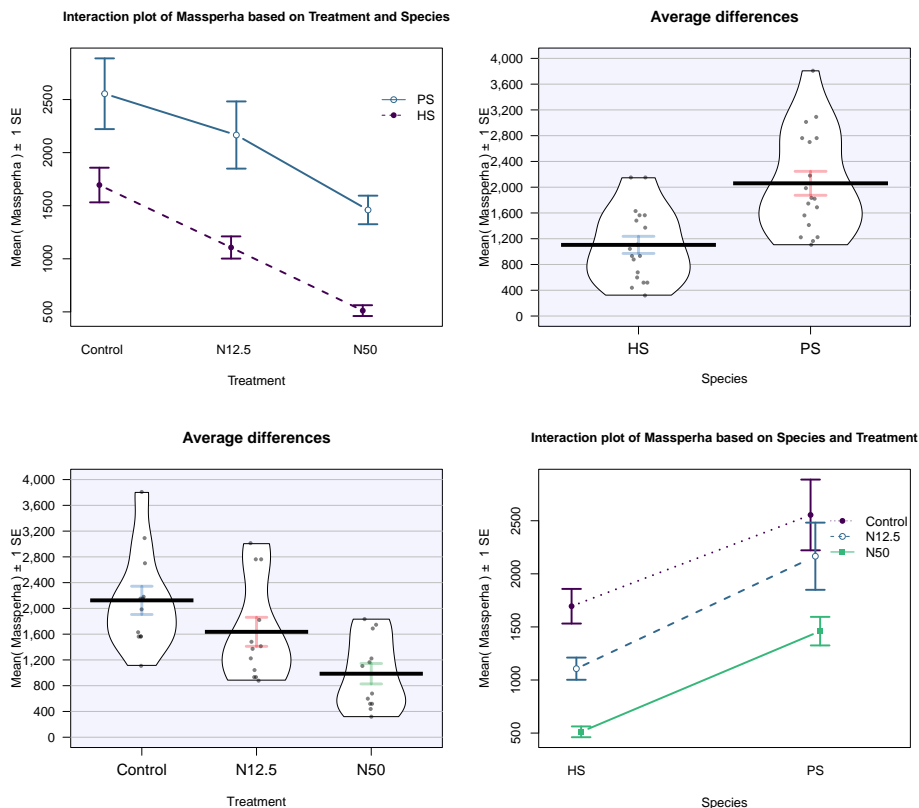 Interaction plot of Massperha based on Treatment and Species
Mean( Massperha ) ± 1 SE
2500
2000
1500
1000
500
PS
HS
Control N12.5 N50
Treatment
Average differences
Mean( Massperha ) ± 1 SE
4,000
3,600
3,200
2,800
2,400
2,000
1,600
1,200
800
400
0
HS PS
Species
Average differences
Mean( Massperha ) ± 1 SE
4,000
3,600
3,200
2,800
2,400
2,000
1,600
1,200
800
400
0
Control N12.5 N50
Treatment
Interaction plot of Massperha based on Species and Treatment
Mean( Massperha ) ± 1 SE
2500
2000
1500
1000
500
Control
N12.5
N50
HS PS
Species